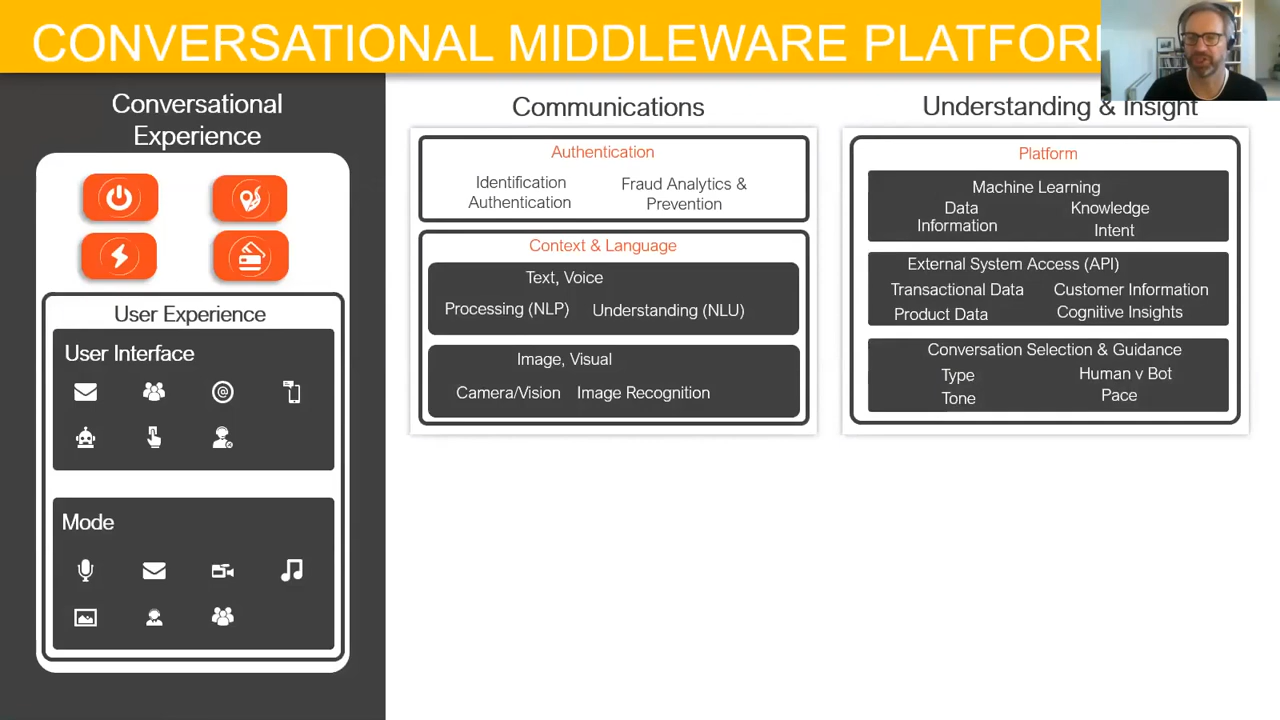 CONVERSATIONAL MIDDLEWARE PLATFOR
Conversational
Experience
User Experience
User Interface
Mode
Communications
Authentication
Identification
Authentication
Fraud Analytics &
Prevention
Context & Language
Text, Voice
Processing (NLP)
Understanding (NLU)
Image, Visual
Camera/Vision
Image Recognition
Understanding & Insight
Platform
Machine Learning
Data
Information
Knowledge
Intent
External System Access (API)
Transactional Data
Customer Information
Product Data
Cognitive Insights
Conversation Selection & Guidance
Type
Human v Bot
Tone
Pace